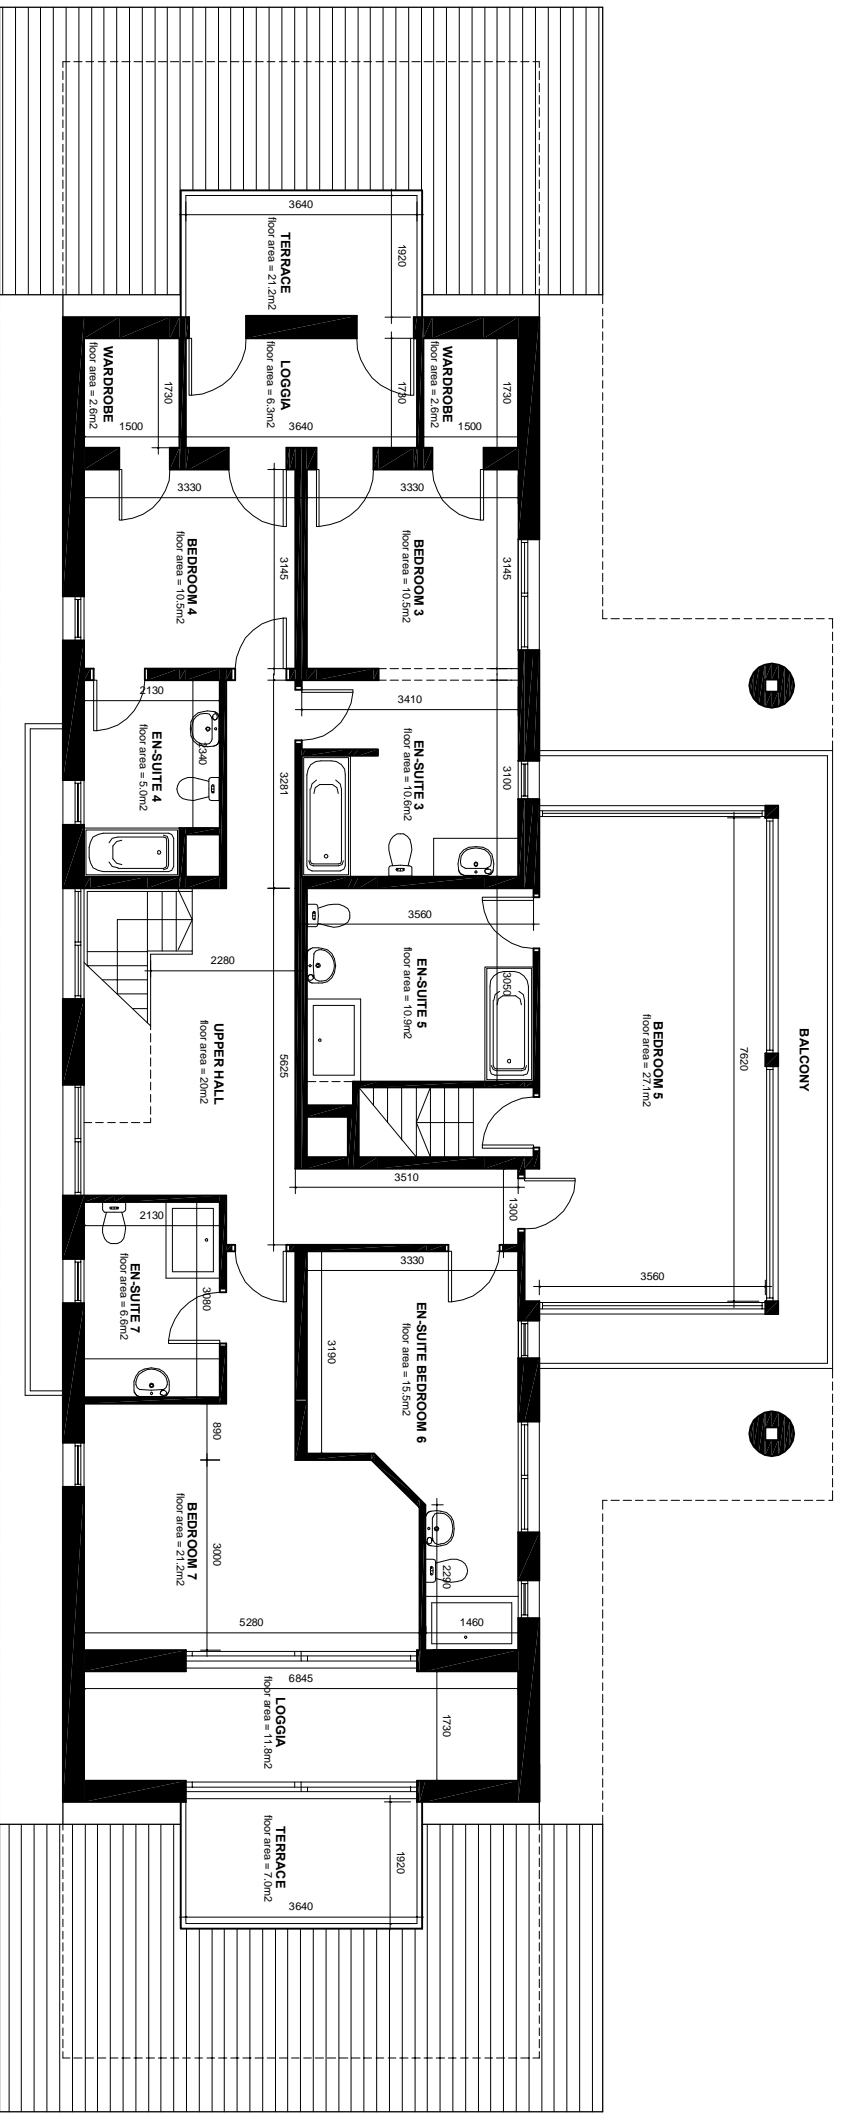 3640
TERRACE
floor area = 21.2m2
1920
WARDROBE
floor area = 2.6m2
1730
1500
LOGGIA
floor area = 6.3m2
1730
3640
WARDROBE
floor area = 2.6m2
1730
1500
3330
BEDROOM 4
floor area = 10.5m2
3145
3330
BEDROOM 3
floor area = 10.5m2
3145
2130
EN-SUITE 4
floor area = 5.0m2
2340
3281
3410
EN-SUITE 3
floor area = 10.6m2
3100
3560
EN-SUITE 5
floor area = 10.9m2
3050
2280
UPPER HALL
floor area = 20m2
5625
BEDROOM 5
floor area = 27.1m2
7620
BALCONY
3510
1300
3560
2130
EN-SUITE 7
floor area = 6.6m2
3080
3330
EN-SUITE BEDROOM 6
floor area = 15.5m2
3190
890
BEDROOM 7
floor area = 21.2m2
3000
2290
5280
1460
6845
LOGGIA
floor area = 11.8m2
1730
TERRACE
floor area = 7.0m2
1920
3640